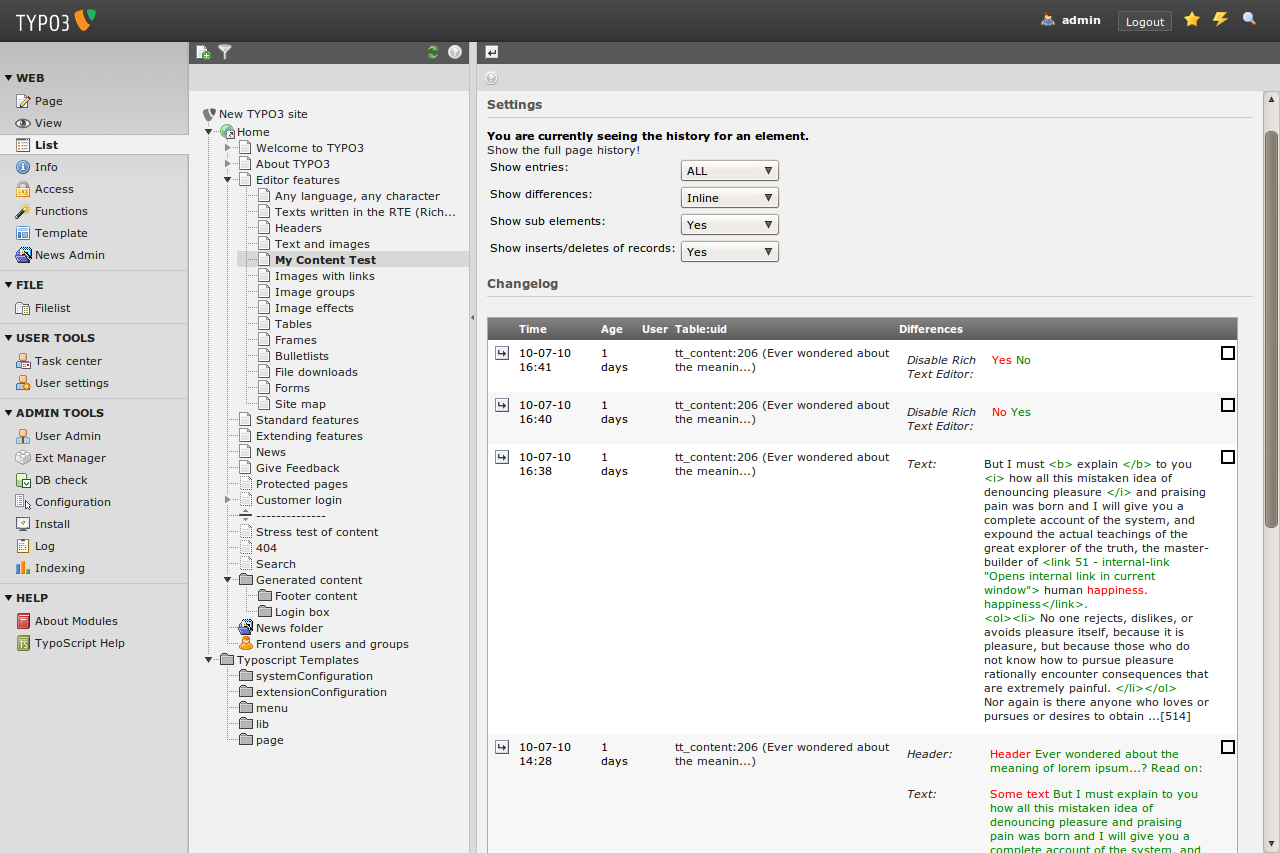 TYPO3
admin
Logout
WEB
Page
View
List
Info
Access
Functions
Template
News Admin
FILE
Filelist
USER TOOLS
Task center
User settings
ADMIN TOOLS
User Admin
Ext Manager
DB check
Configuration
Install
Log
Indexing
HELP
About Modules
TypoScript Help
New TYPO3 site
Home
Welcome to TYPO3
About TYPO3
Editor features
Any language, any character
Texts written in the RTE (Rich...
Headers
Text and images
My Content Test
Images with links
Image groups
Image effects
Tables
Frames
Bulletlists
File downloads
Forms
Site map
Standard features
Extending features
News
Give Feedback
Protected pages
Customer login
--------------
Stress test of content
404
Search
Generated content
Footer content
Login box
News folder
Frontend users and groups
Typoscript Templates
systemConfiguration
extensionConfiguration
menu
lib
page
Settings
You are currently seeing the history for an element.
Show the full page history!
Show entries: ALL
Show differences: Inline
Show sub elements: Yes
Show inserts/deletes of records: Yes
Changelog
Time Age User Table:uid Differences
10-07-10 16:41
1 days
tt_content:206 (Ever wondered about
the meanin...)
Disable Rich
Text Editor:
Yes No
10-07-10 16:40
1 days
tt_content:206 (Ever wondered about
the meanin...)
Disable Rich
Text Editor:
No Yes
10-07-10 16:38
1 days
tt_content:206 (Ever wondered about
the meanin...)
Text:
But I must <b> explain </b> to you
<i> how all this mistaken idea of
denouncing pleasure </i> and praising
pain was born and I will give you a
complete account of the system, and
expound the actual teachings of the
great explorer of the truth, the master-
builder of <link 51 - internal-link
"Opens internal link in current
window"> human happiness.
happiness</link>.
<ol><li> No one rejects, dislikes, or
avoids pleasure itself, because it is
pleasure, but because those who do
not know how to pursue pleasure
rationally encounter consequences that
are extremely painful. </li></ol>
Nor again is there anyone who loves or
pursues or desires to obtain ...[514]
10-07-10 14:28
1 days
tt_content:206 (Ever wondered about
the meanin...)
Header:
Header Ever wondered about the
meaning of lorem ipsum...? Read on:
Text:
Some text But I must explain to you
how all this mistaken idea of
denouncing pleasure and praising
pain was born and I will give you a
complete account of the system, and